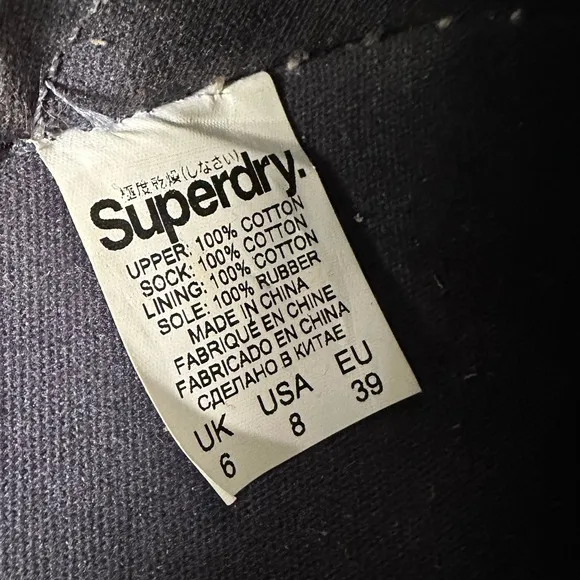 極度乾燥(しなさい)
Superdry.
UPPER: 100% COTTON
SOCK: 100% COTTON
LINING: 100% COTTON
SOLE: 100% RUBBER
MADE IN CHINA
FABRIQUÉ EN CHINE
FABRICADO EN CHINA
СДЕЛАНО В КИТАЕ
UK USA EU
6 8 39